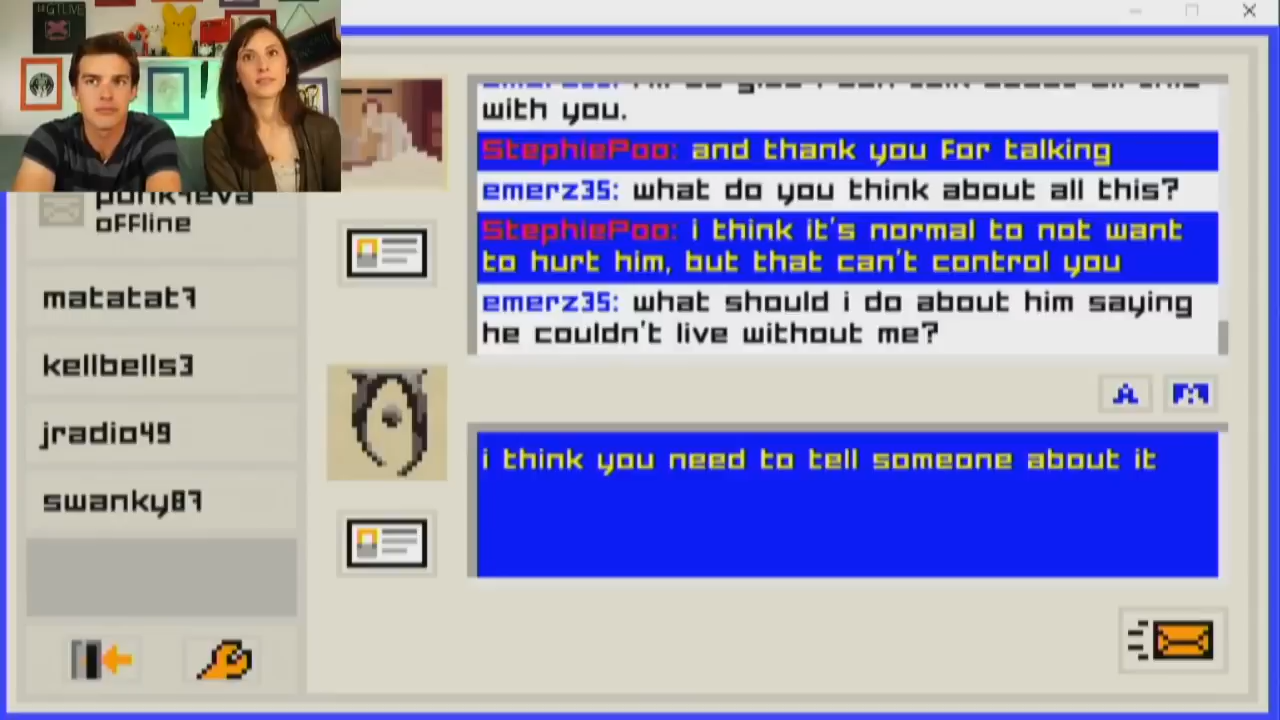 GTLIVE
with you.
StephiePoo: and thank you for talking
emerz35: what do you think about all this?
StephiePoo: i think it's normal to not want
to hurt him, but that can't control you
emerz35: what should i do about him saying
he couldn't live without me?
punk4eva
offline
matatat7
kellbells3
jradio49
swanky87
A
i think you need to tell someone about it